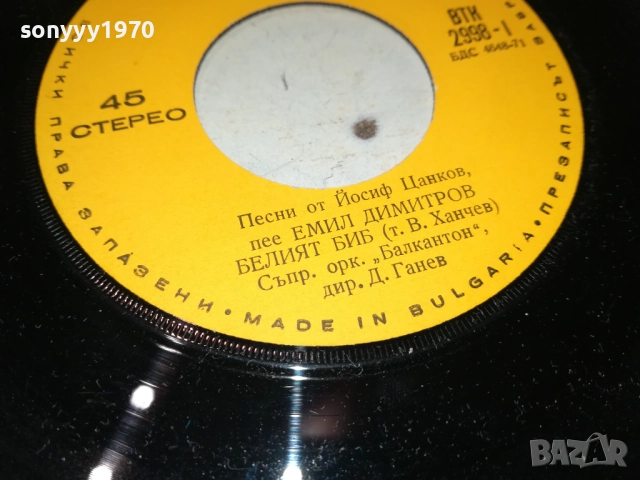 sonyyy1970
ВТК
2998-I
БДС 4648-71
45
СТЕРЕО
Песни от Йосиф Цанков,
пее ЕМИЛ ДИМИТРОВ
БЕЛИЯТ БИБ (т. В. Ханчев)
Съпр. орк. „Балкантон",
дир. Д. Ганев
ПРАВА ЗАПАЗЕНИ • MADE IN BULGARIA • ПРЕЗАПИСЪТ
BAZAR